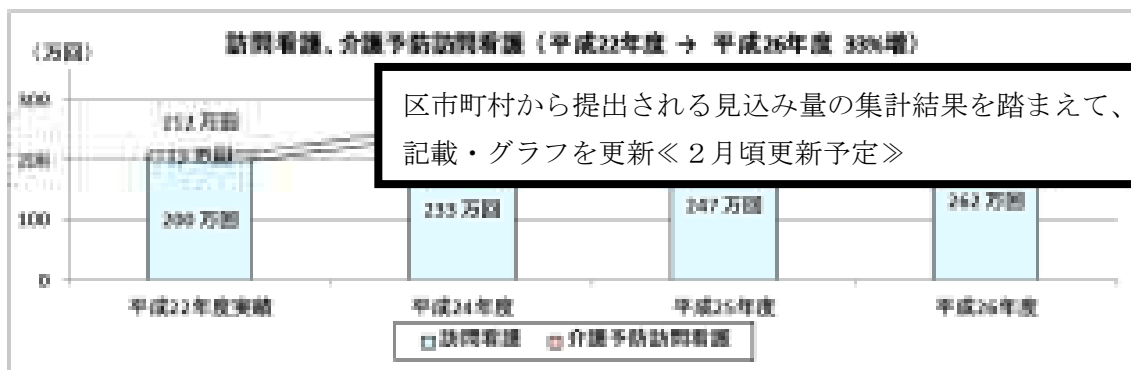 訪問看護、介護予防訪問看護（平成22年度 → 平成26年度 33%増）
（万回）
区市町村から提出される見込み量の集計結果を踏まえて、
記載・グラフを更新≪２月頃更新予定≫
300
212 万回
200
200 万回
233 万回
247 万回
262 万回
100
0
平成22年度実績
平成24年度
平成25年度
平成26年度
訪問看護
介護予防訪問看護